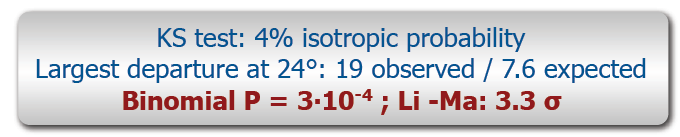 KS test: 4% isotropic probability
Largest departure at 24°: 19 observed / 7.6 expected
Binomial P = 3·10⁻⁴ ; Li -Ma: 3.3 σ